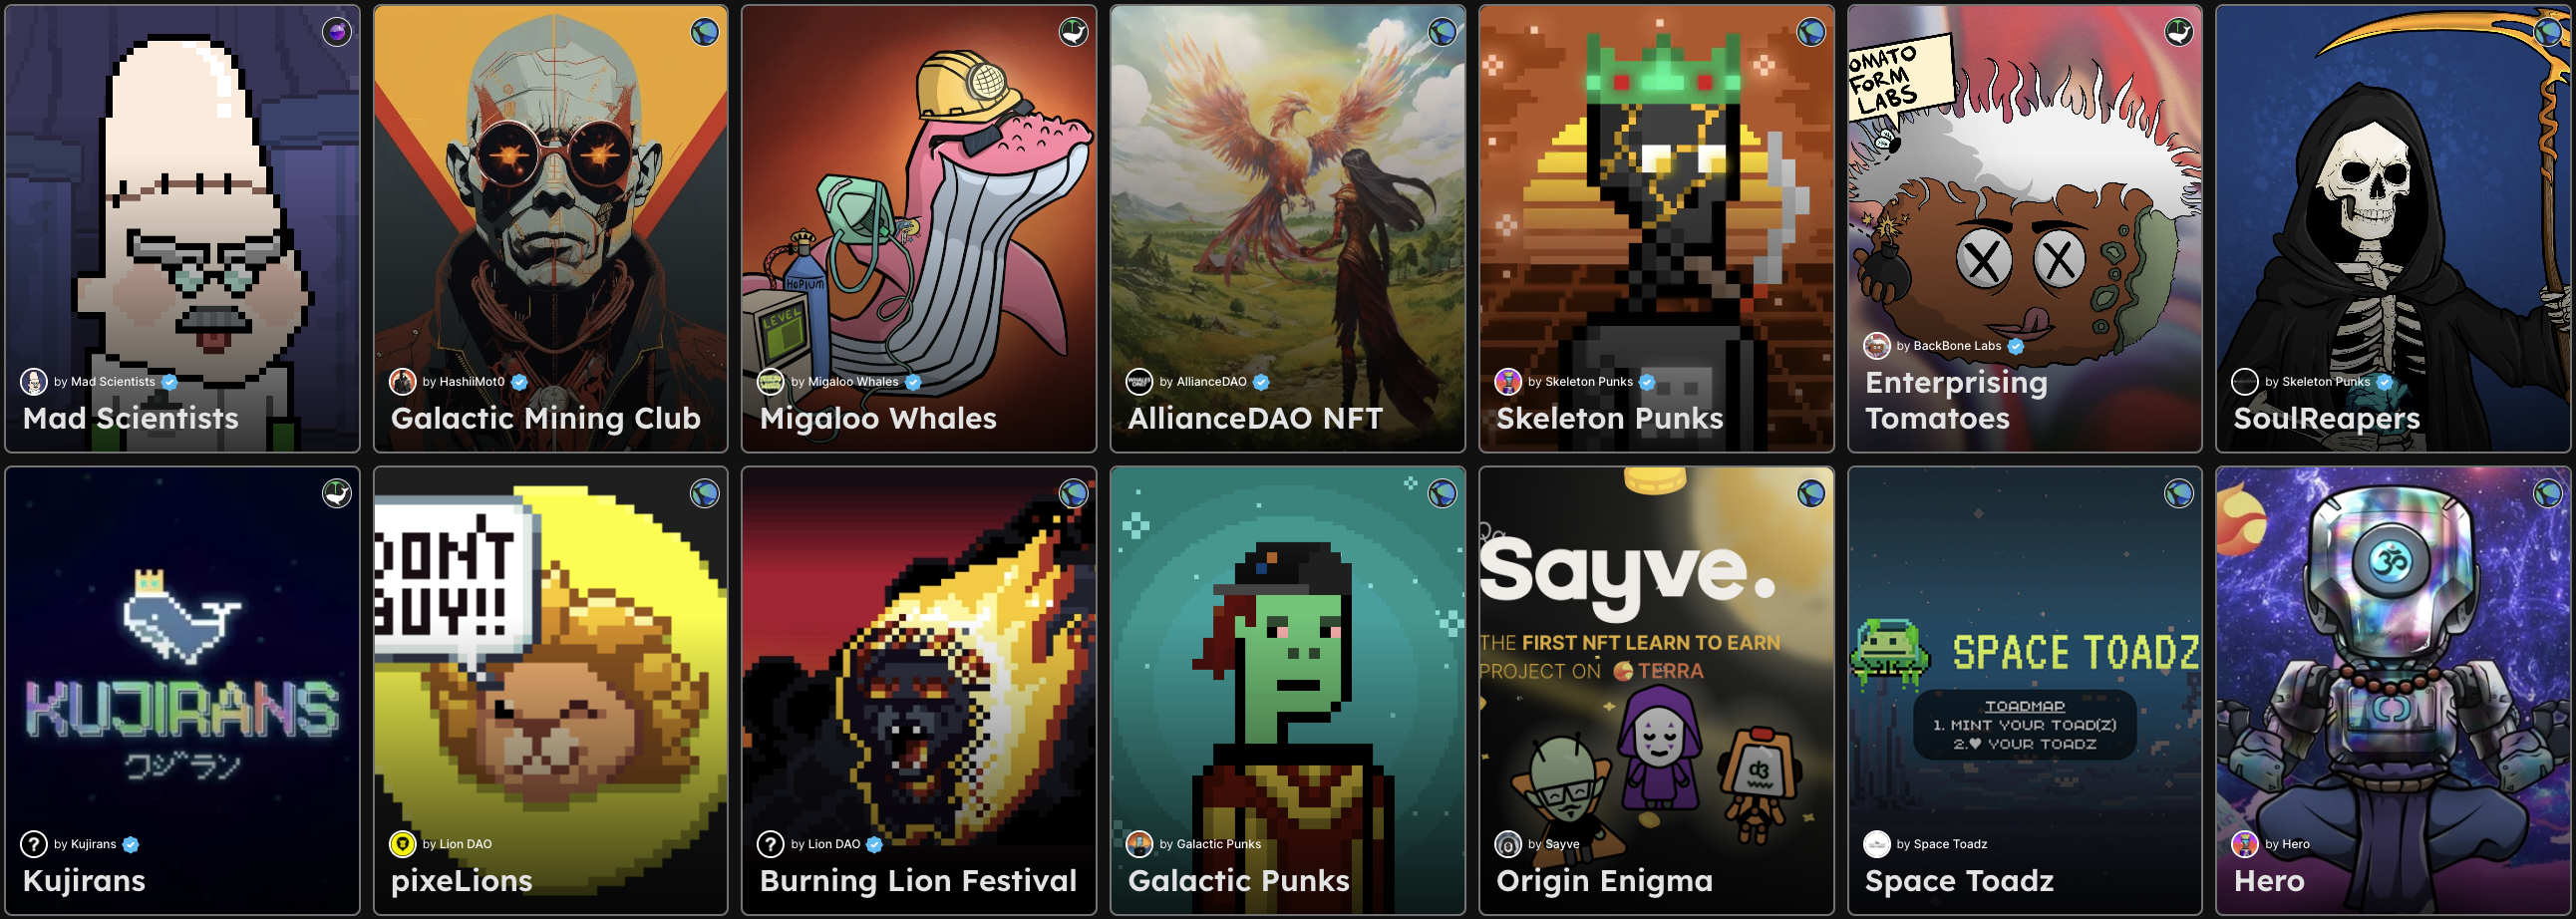 by Mad Scientists
Mad Scientists
by HashiiMot0
Galactic Mining Club
HOPIUM
LEVEL
by Migaloo Whales
Migaloo Whales
by AllianceDAO
AllianceDAO NFT
by Skeleton Punks
Skeleton Punks
OMATO
FORM
LABS
by BackBone Labs
Enterprising
Tomatoes
by Skeleton Punks
SoulReapers
KUJIRANS
クジラン
? by Kujirans
Kujirans
DONT
BUY!!
by Lion DAO
pixeLions
? by Lion DAO
Burning Lion Festival
by Galactic Punks
Galactic Punks
Sayve.
THE FIRST NFT LEARN TO EARN
PROJECT ON TERRA
d3
by Sayve
Origin Enigma
SPACE TOADZ
TOADMAP
1. MINT YOUR TOAD(Z)
2.♥ YOUR TOADZ
by Space Toadz
Space Toadz
ॐ
by Hero
Hero